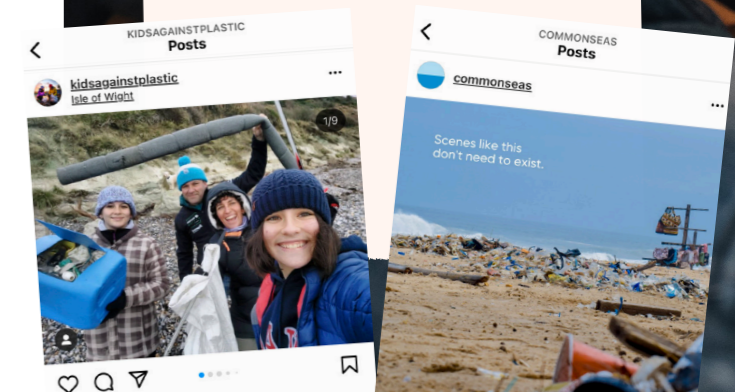 KIDSAGAINSTPLASTIC
Posts
kidsagainstplastic
Isle of Wight
1/9
COMMONSEAS
Posts
commonseas
Scenes like this
don't need to exist.